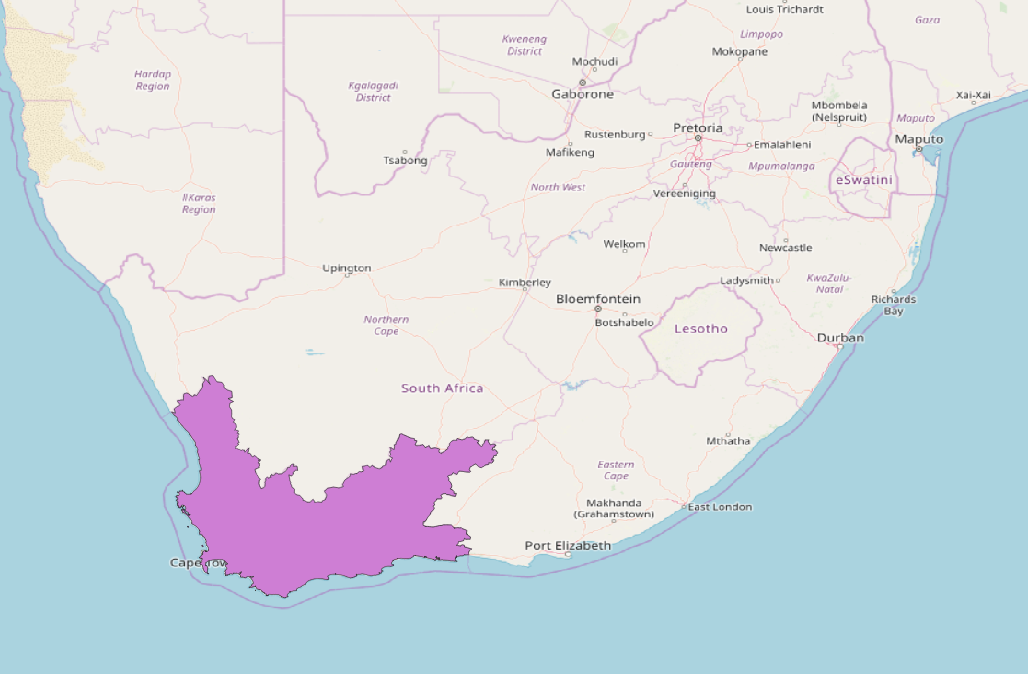 Louis Trichardt
Gara
Limpopo
Kweneng
District
Mokopane
Mochudi
Hardap
Region
Kgalagadi
District
Gaborone
Xai-Xai
Mbombela
(Nelspruit)
Maputo
Rustenburg
Pretoria
Maputo
Emalahleni
Mafikeng
Tsabong
Gauteng
Mpumalanga
eSwatini
North West
Vereeniging
IIKaras
Region
Welkom
Newcastle
Upington
Kimberley
Ladysmith
KwaZulu-
Natal
Bloemfontein
Richards
Bay
Botshabelo
Northern
Cape
Lesotho
Durban
South Africa
Mthatha
Eastern
Cape
Makhanda
(Grahamstown)
East London
Port Elizabeth
Cape Tow